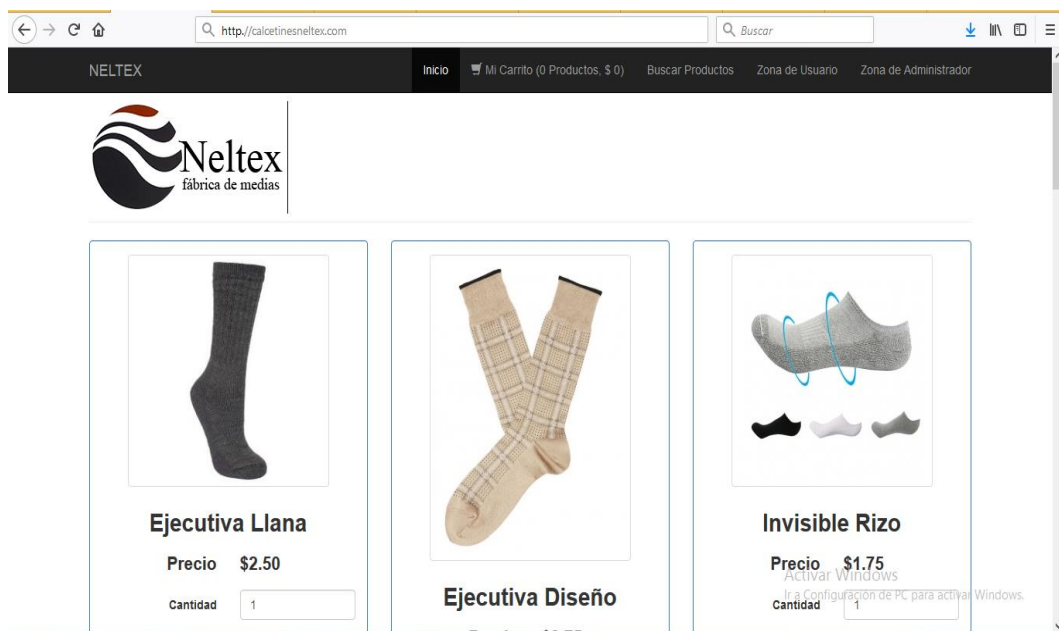 http.//calcetinesneltex.com
Buscar
NELTEX
Inicio
Mi Carrito (0 Productos, $ 0)
Buscar Productos
Zona de Usuario
Zona de Administrador
Neltex
fábrica de medias
Ejecutiva Llana
Precio $2.50
Cantidad 1
Ejecutiva Diseño
Invisible Rizo
Precio $1.75
Cantidad 1
Activar Windows
Ir a Configuración de PC para activar Windows.